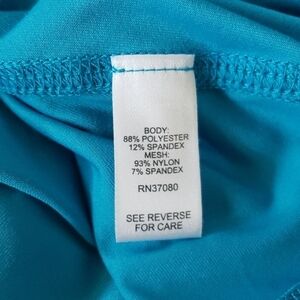 BODY:
88% POLYESTER
12% SPANDEX
MESH:
93% NYLON
7% SPANDEX
RN37080
SEE REVERSE
FOR CARE